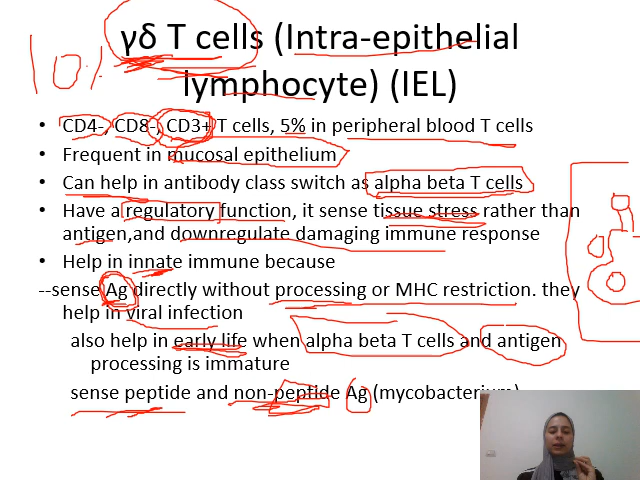 γδ T cells (Intra-epithelial
lymphocyte) (IEL)
10%
• CD4-, CD8-, CD3+ T cells, 5% in peripheral blood T cells
• Frequent in mucosal epithelium
• Can help in antibody class switch as alpha beta T cells
• Have a regulatory function, it sense tissue stress rather than
antigen,and downregulate damaging immune response
• Help in innate immune because
--sense Ag directly without processing or MHC restriction. they
help in viral infection
also help in early life when alpha beta T cells and antigen
processing is immature
sense peptide and non-peptide Ag (mycobacterium)